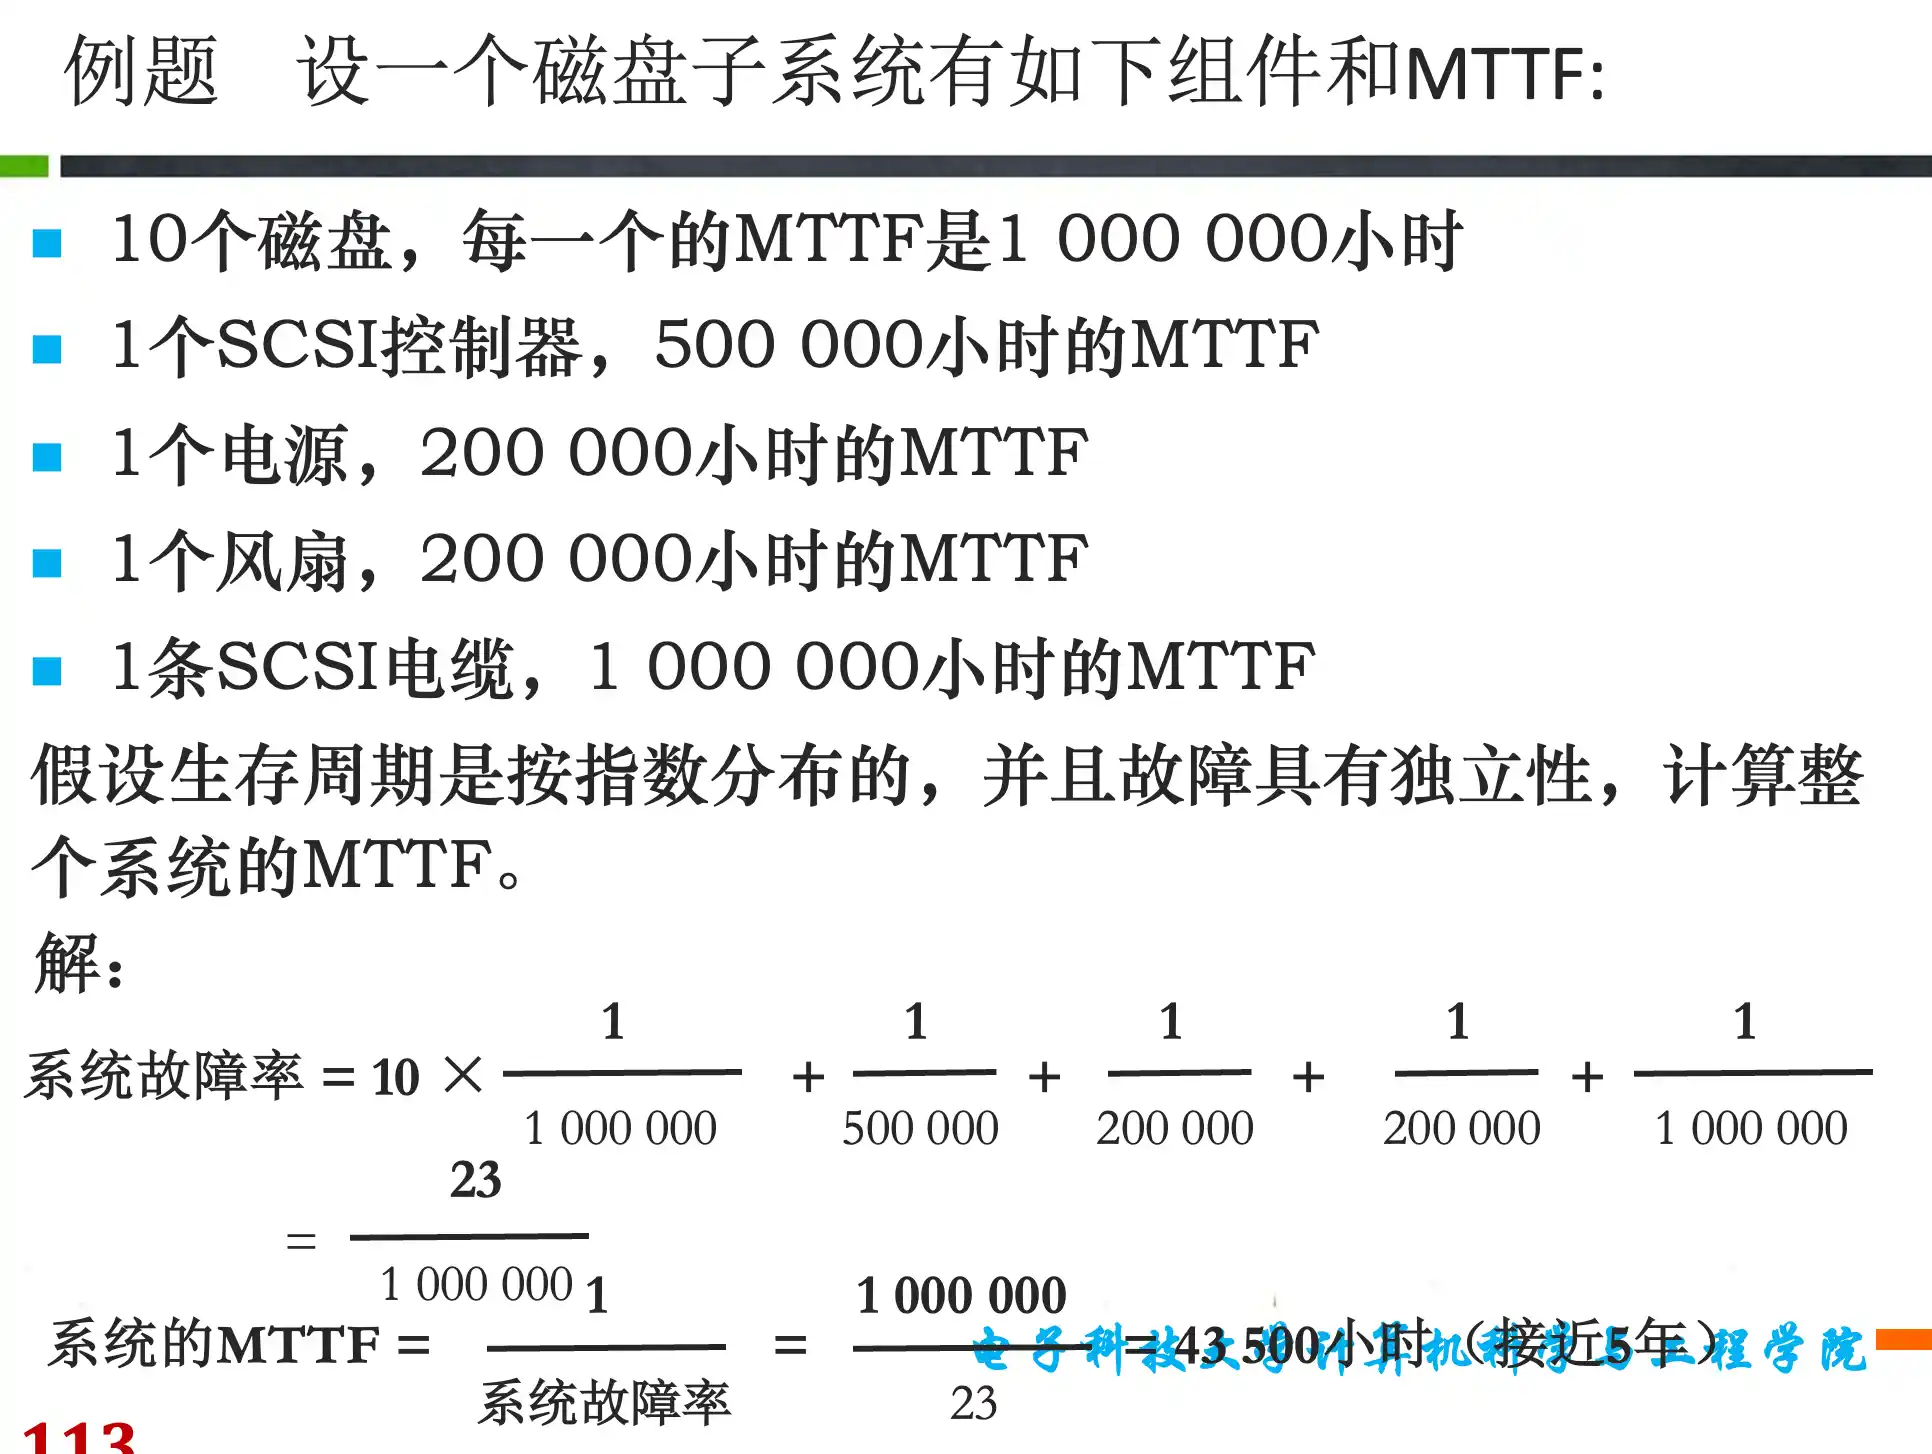 例题 设一个磁盘子系统有如下组件和MTTF:
10个磁盘，每一个的MTTF是1 000 000小时
1个SCSI控制器，500 000小时的MTTF
1个电源，200 000小时的MTTF
1个风扇，200 000小时的MTTF
1条SCSI电缆，1 000 000小时的MTTF
假设生存周期是按指数分布的，并且故障具有独立性，计算整
个系统的MTTF。
解：
1 1 1 1 1
系统故障率 = 10 × + + + +
1 000 000 500 000 200 000 200 000 1 000 000
23
=
1 000 000
1 1 000 000
系统的MTTF = = = 43 500小时（接近5年）
系统故障率 23
电子科技大学计算机科学与工程学院
113